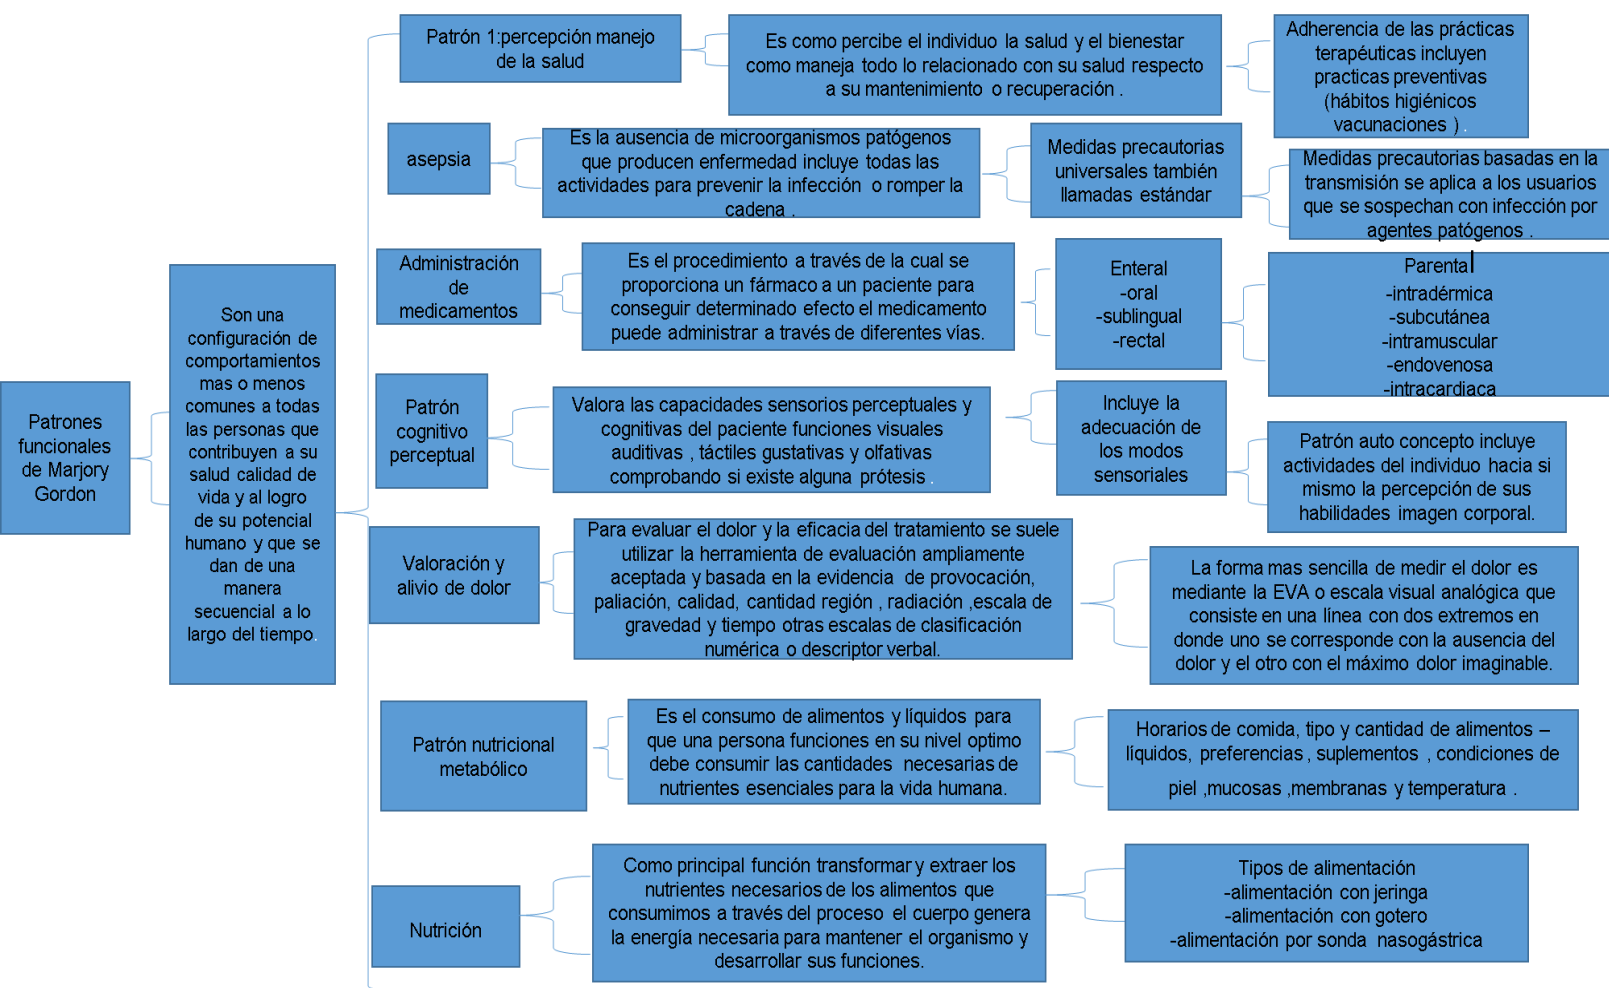 Patrones
funcionales
de Marjory
Gordon
Son una
configuración de
comportamientos
mas o menos
comunes a todas
las personas que
contribuyen a su
salud calidad de
vida y al logro
de su potencial
humano y que se
dan de una
manera
secuencial a lo
largo del tiempo.
Patrón 1:percepción manejo
de la salud
Es como percibe el individuo la salud y el bienestar
como maneja todo lo relacionado con su salud respecto
a su mantenimiento o recuperación .
Adherencia de las prácticas
terapéuticas incluyen
practicas preventivas
(hábitos higiénicos
vacunaciones ) .
asepsia
Es la ausencia de microorganismos patógenos
que producen enfermedad incluye todas las
actividades para prevenir la infección o romper la
cadena .
Medidas precautorias
universales también
llamadas estándar
Medidas precautorias basadas en la
transmisión se aplica a los usuarios
que se sospechan con infección por
agentes patógenos .
Administración
de
medicamentos
Es el procedimiento a través de la cual se
proporciona un fármaco a un paciente para
conseguir determinado efecto el medicamento
puede administrar a través de diferentes vías.
Enteral
-oral
-sublingual
-rectal
Parental
-intradérmica
-subcutánea
-intramuscular
-endovenosa
-intracardiaca
Patrón
cognitivo
perceptual
Valora las capacidades sensorios perceptuales y
cognitivas del paciente funciones visuales
auditivas , táctiles gustativas y olfativas
comprobando si existe alguna prótesis .
Incluye la
adecuación de
los modos
sensoriales
Patrón auto concepto incluye
actividades del individuo hacia si
mismo la percepción de sus
habilidades imagen corporal.
Valoración y
alivio de dolor
Para evaluar el dolor y la eficacia del tratamiento se suele
utilizar la herramienta de evaluación ampliamente
aceptada y basada en la evidencia de provocación,
paliación, calidad, cantidad región , radiación ,escala de
gravedad y tiempo otras escalas de clasificación
numérica o descriptor verbal.
La forma mas sencilla de medir el dolor es
mediante la EVA o escala visual analógica que
consiste en una línea con dos extremos en
donde uno se corresponde con la ausencia del
dolor y el otro con el máximo dolor imaginable.
Patrón nutricional
metabólico
Es el consumo de alimentos y líquidos para
que una persona funciones en su nivel optimo
debe consumir las cantidades necesarias de
nutrientes esenciales para la vida humana.
Horarios de comida, tipo y cantidad de alimentos –
líquidos, preferencias , suplementos , condiciones de
piel ,mucosas ,membranas y temperatura .
Nutrición
Como principal función transformar y extraer los
nutrientes necesarios de los alimentos que
consumimos a través del proceso el cuerpo genera
la energía necesaria para mantener el organismo y
desarrollar sus funciones.
Tipos de alimentación
-alimentación con jeringa
-alimentación con gotero
-alimentación por sonda nasogástrica